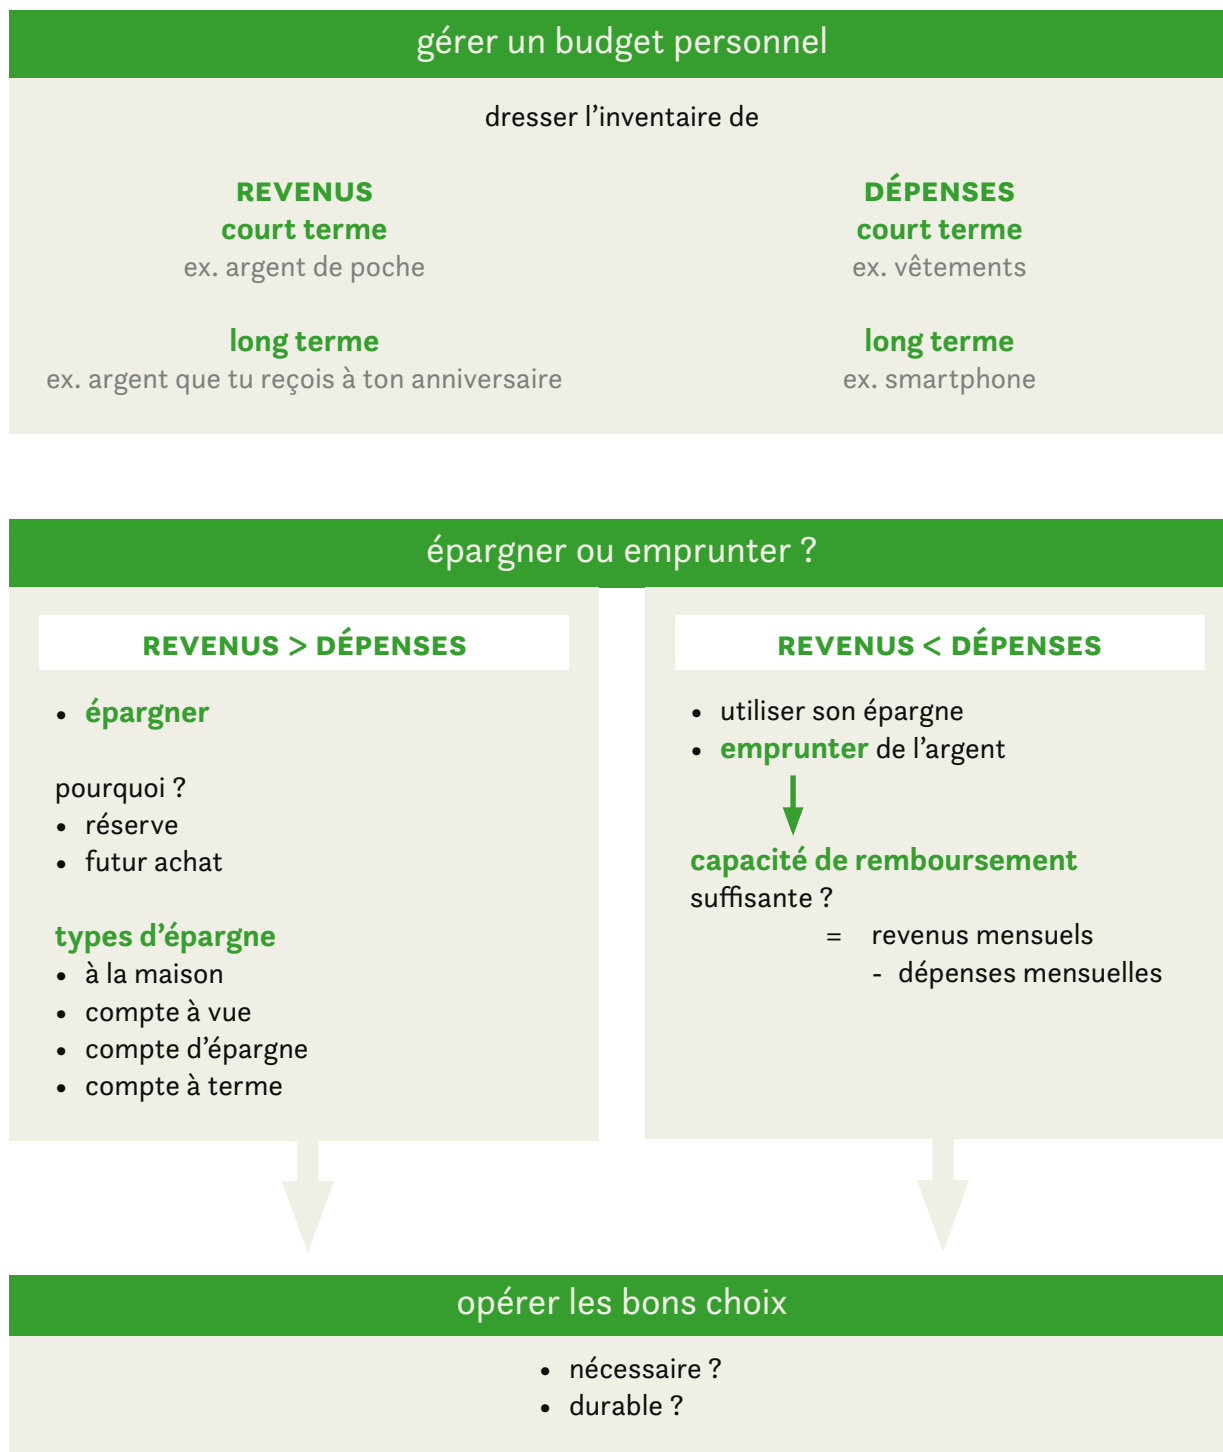 gérer un budget personnel
dresser l’inventaire de
REVENUS
court terme
ex. argent de poche
long terme
ex. argent que tu reçois à ton anniversaire
DÉPENSES
court terme
ex. vêtements
long terme
ex. smartphone
épargner ou emprunter ?
REVENUS > DÉPENSES
• épargner
pourquoi ?
• réserve
• futur achat
types d’épargne
• à la maison
• compte à vue
• compte d’épargne
• compte à terme
REVENUS < DÉPENSES
• utiliser son épargne
• emprunter de l’argent
capacité de remboursement
suffisante ?
= revenus mensuels
- dépenses mensuelles
opérer les bons choix
• nécessaire ?
• durable ?